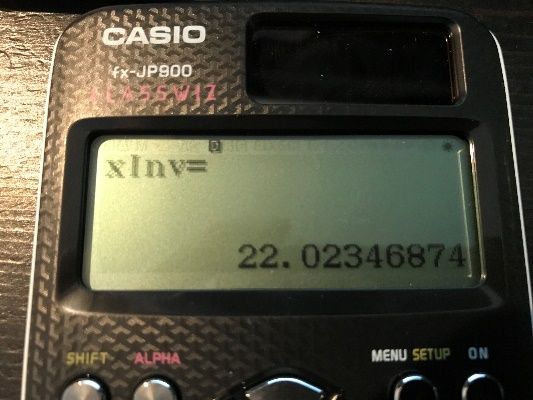 CASIO
fx-JP900
CLASSWIZ
D
xInv=
22.02346874
SHIFT ALPHA MENU SETUP ON